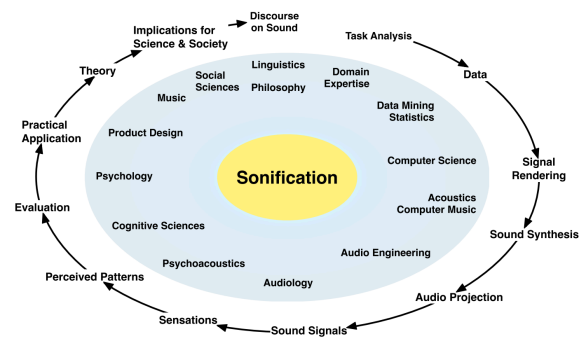 Discourse
on Sound
Implications for
Science & Society
Task Analysis
Theory
Data
Linguistics
Social
Sciences
Philosophy
Domain
Expertise
Music
Data Mining
Statistics
Practical
Application
Product Design
Computer Science
Signal
Rendering
Psychology
Sonification
Evaluation
Acoustics
Computer Music
Cognitive Sciences
Sound Synthesis
Audio Engineering
Psychoacoustics
Perceived Patterns
Audiology
Audio Projection
Sensations
Sound Signals